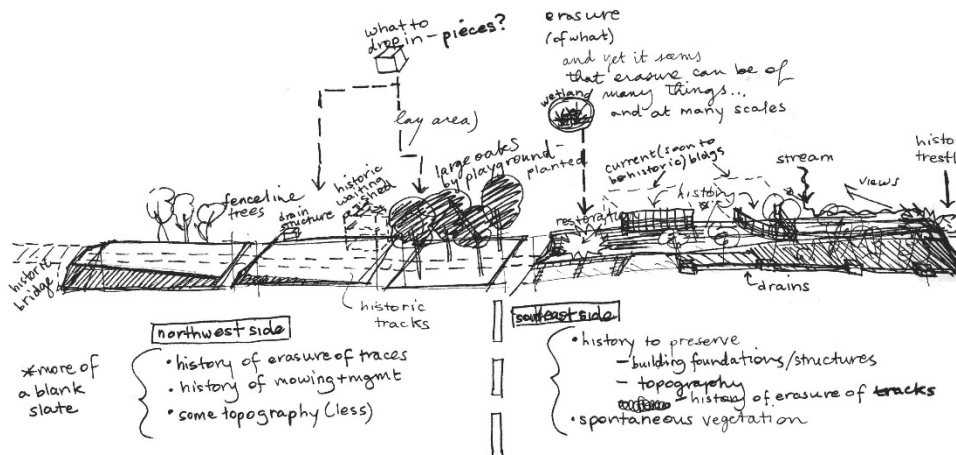 what to
drop in - pieces?
erasure
(of what)
and yet it seems
that erasure can be of
many things...
and at many scales
wetland
lay area)
large oaks
by playground-
planted
current (soon to
be historic) bldgs
stream
views
fenceline
trees
drain
structure
historic
waiting
restoration
history
historic
bridge
historic
tracks
drains
northwest side
*more of
a blank
slate
• history of erasure of traces
• history of mowing + mgmt
• some topography (less)
southeast side
• history to preserve
- building foundations/structures
- topography
- history of erasure of tracks
• spontaneous vegetation